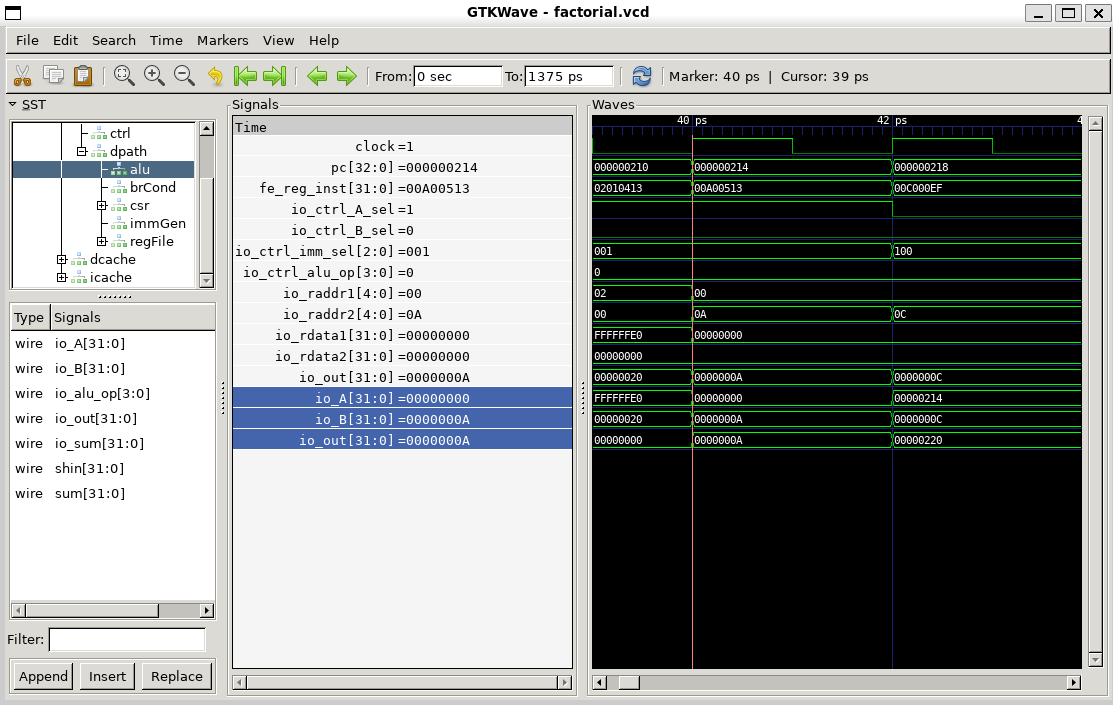 GTKWave - factorial.vcd
File Edit Search Time Markers View Help
From: 0 sec To: 1375 ps Marker: 40 ps | Cursor: 39 ps
SST
ctrl
dpath
alu
brCond
csr
immGen
regFile
dcache
icache
Type Signals
wire io_A[31:0]
wire io_B[31:0]
wire io_alu_op[3:0]
wire io_out[31:0]
wire io_sum[31:0]
wire shin[31:0]
wire sum[31:0]
Filter:
Append Insert Replace
Signals
Time
clock=1
pc[32:0]=000000214
fe_reg_inst[31:0]=00A00513
io_ctrl_A_sel=1
io_ctrl_B_sel=0
io_ctrl_imm_sel[2:0]=001
io_ctrl_alu_op[3:0]=0
io_raddr1[4:0]=00
io_raddr2[4:0]=0A
io_rdata1[31:0]=00000000
io_rdata2[31:0]=00000000
io_out[31:0]=0000000A
io_A[31:0]=00000000
io_B[31:0]=0000000A
io_out[31:0]=0000000A
Waves
40 ps 42 ps 4
000000210 000000214 000000218
02010413 00A00513 00C000EF
001 100
0
02 00
00 0A 0C
FFFFFFE0 00000000
00000000
00000020 0000000A 0000000C
FFFFFFE0 00000000 00000214
00000020 0000000A 0000000C
00000000 0000000A 00000220